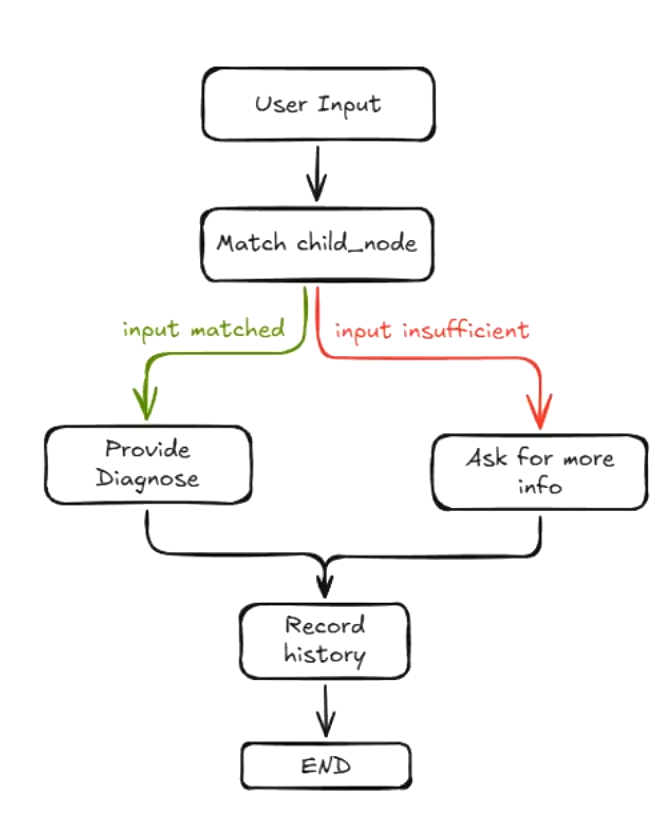 User Input
Match child_node
input matched
input insufficient
Provide
Diagnose
Ask for more
info
Record
history
END